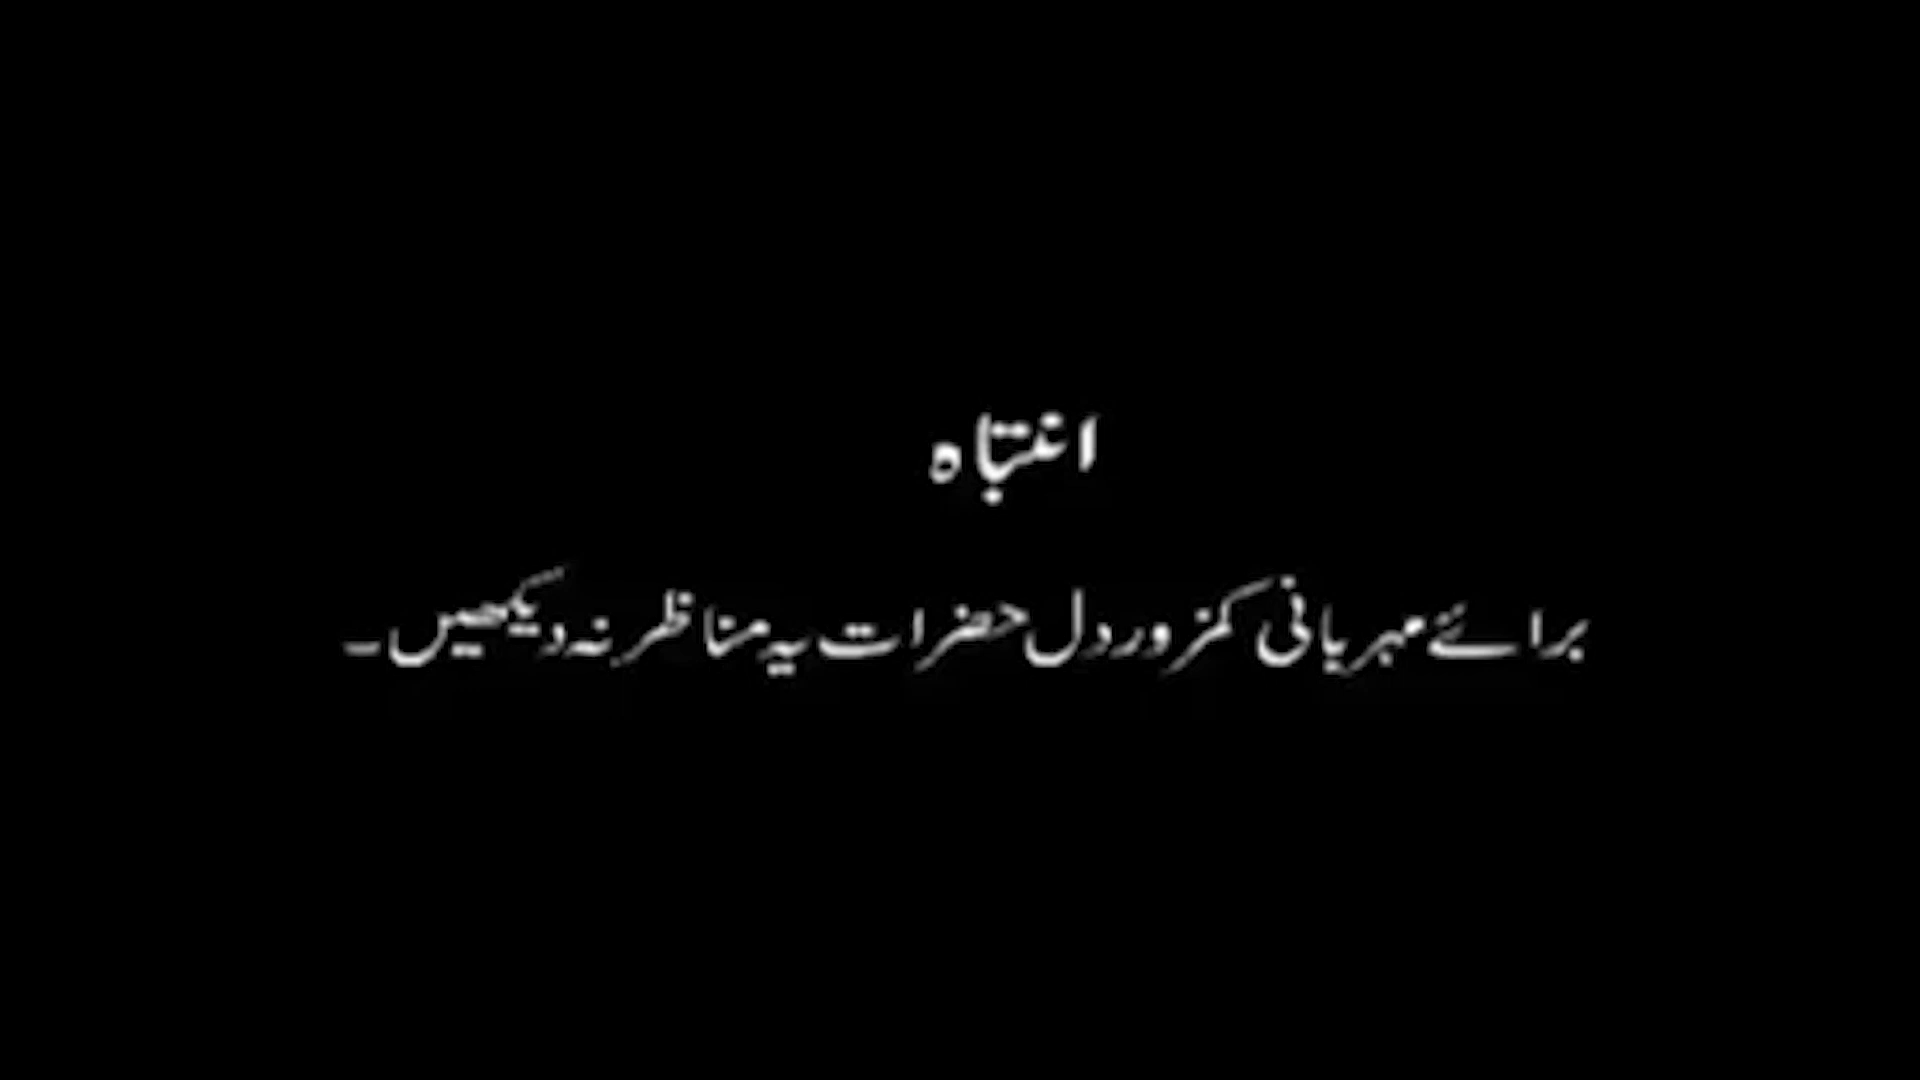 انتباہ
برائے مہربانی کمزور دل حضرات یہ مناظر نہ دیکھیں۔